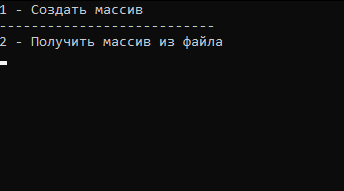 1 - Создать массив
---------------------------
2 - Получить массив из файла